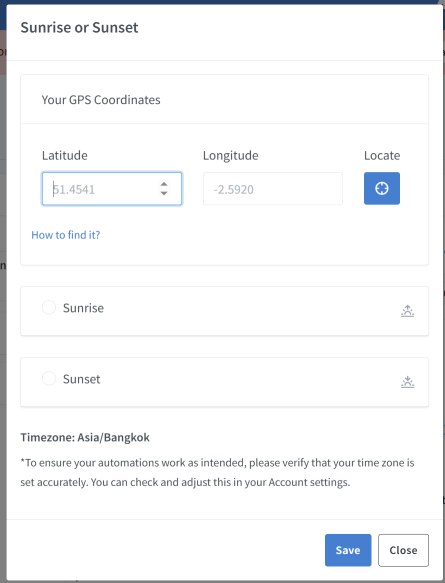 Sunrise or Sunset
Your GPS Coordinates
Latitude
Longitude
Locate
51.4541
-2.5920
How to find it?
Sunrise
Sunset
Timezone: Asia/Bangkok
*To ensure your automations work as intended, please verify that your time zone is
set accurately. You can check and adjust this in your Account settings.
Save
Close